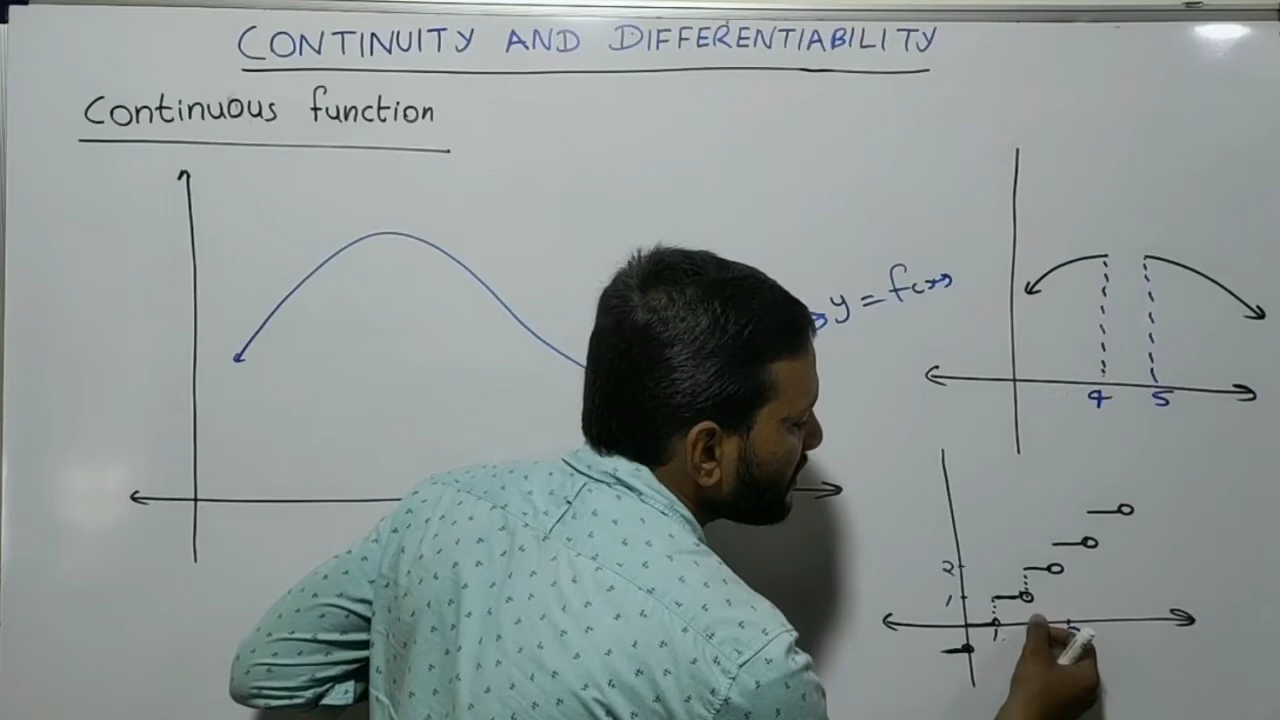 CONTINUITY AND DIFFERENTIABILITY
Continuous function
y = f(x)
4 5
2
1
1